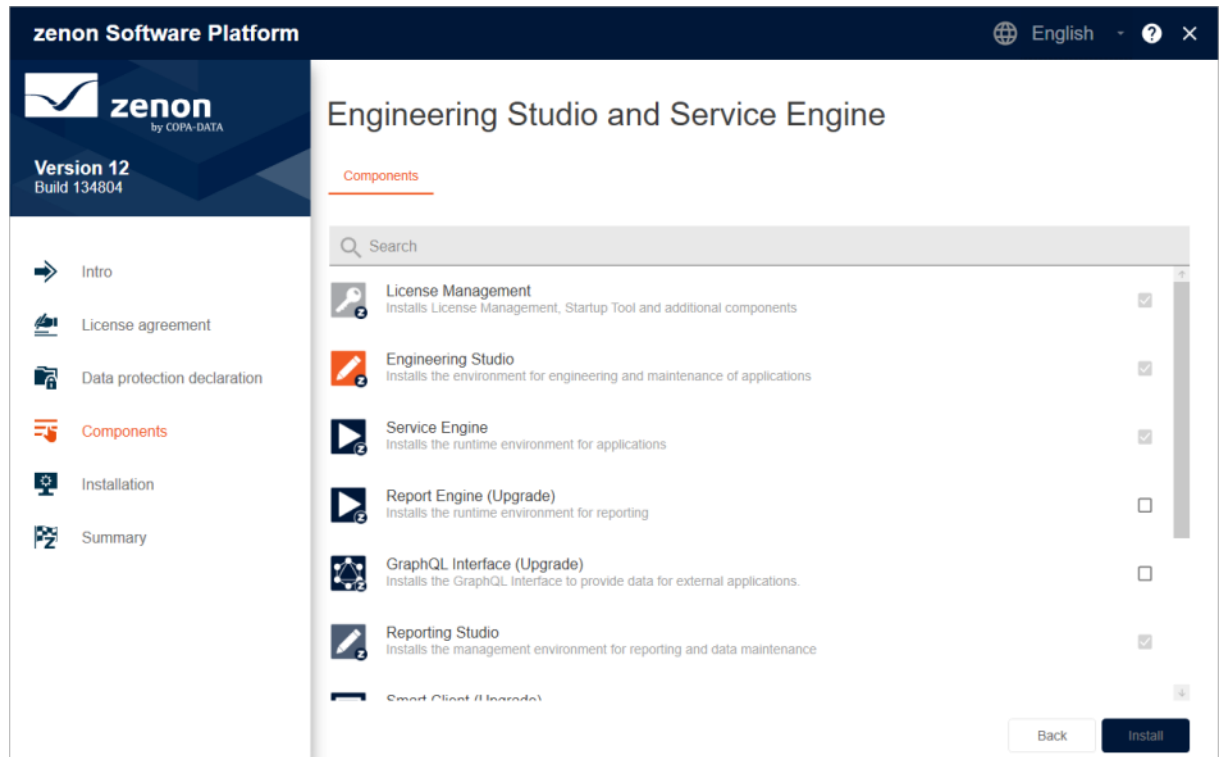 zenon Software Platform
English
zenon
by COPA-DATA
Version 12
Build 134804
Intro
License agreement
Data protection declaration
Components
Installation
Summary
Engineering Studio and Service Engine
Components
Search
License Management
Installs License Management, Startup Tool and additional components
Engineering Studio
Installs the environment for engineering and maintenance of applications
Service Engine
Installs the runtime environment for applications
Report Engine (Upgrade)
Installs the runtime environment for reporting
GraphQL Interface (Upgrade)
Installs the GraphQL Interface to provide data for external applications.
Reporting Studio
Installs the management environment for reporting and data maintenance
Smart Client (Upgrade)
Back
Install